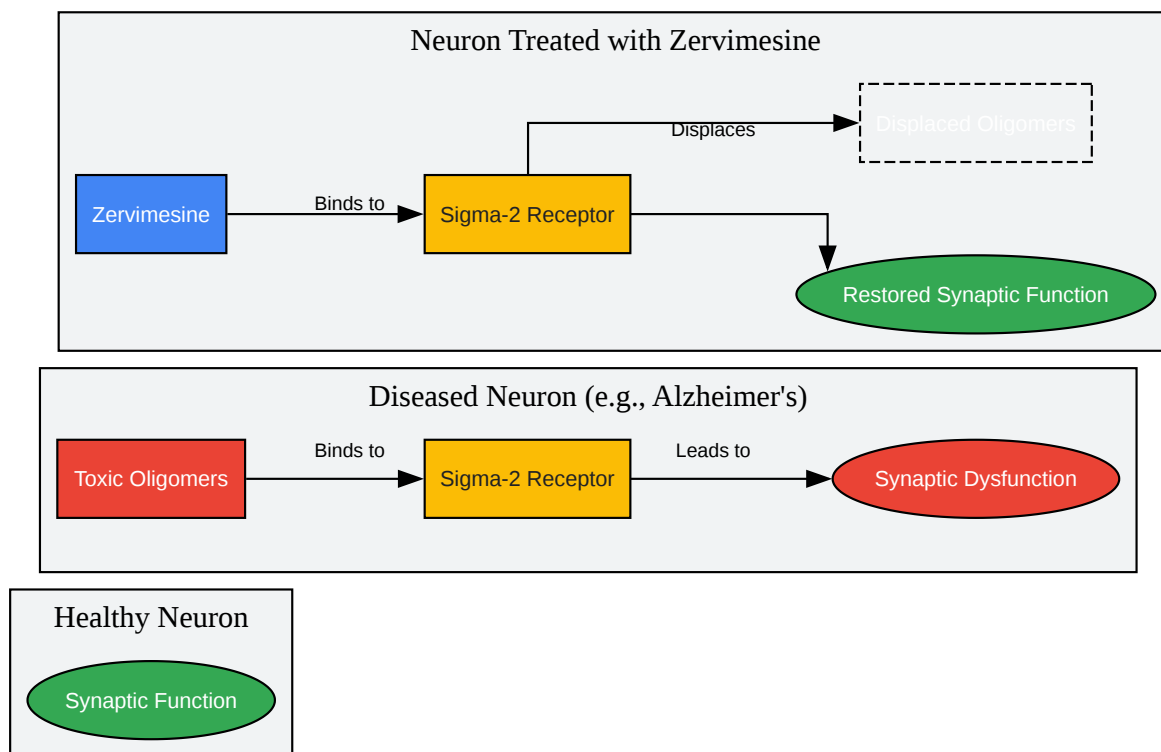 Neuron Treated with Zervimesine
Displaced Oligomers
Displaces
Zervimesine
Binds to
Sigma-2 Receptor
Restored Synaptic Function
Diseased Neuron (e.g., Alzheimer's)
Toxic Oligomers
Binds to
Sigma-2 Receptor
Leads to
Synaptic Dysfunction
Healthy Neuron
Synaptic Function